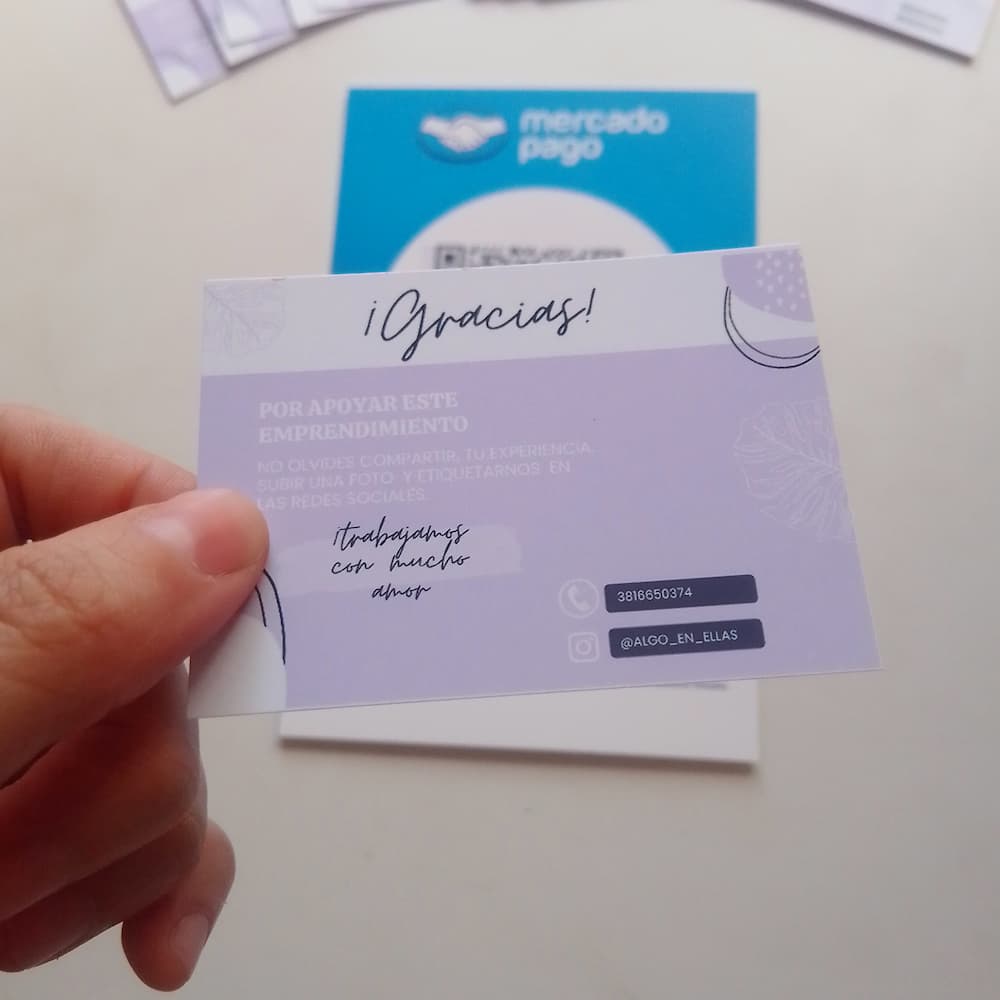 mercado
pago
¡Gracias!
POR APOYAR ESTE
EMPRENDIMIENTO
NO OLVIDES COMPARTIR, TU EXPERIENCIA,
SUBIR UNA FOTO Y ETIQUETARNOS EN
LAS REDES SOCIALES.
¡trabajamos
con mucho
amor
3816650374
@ALGO_EN_ELLAS